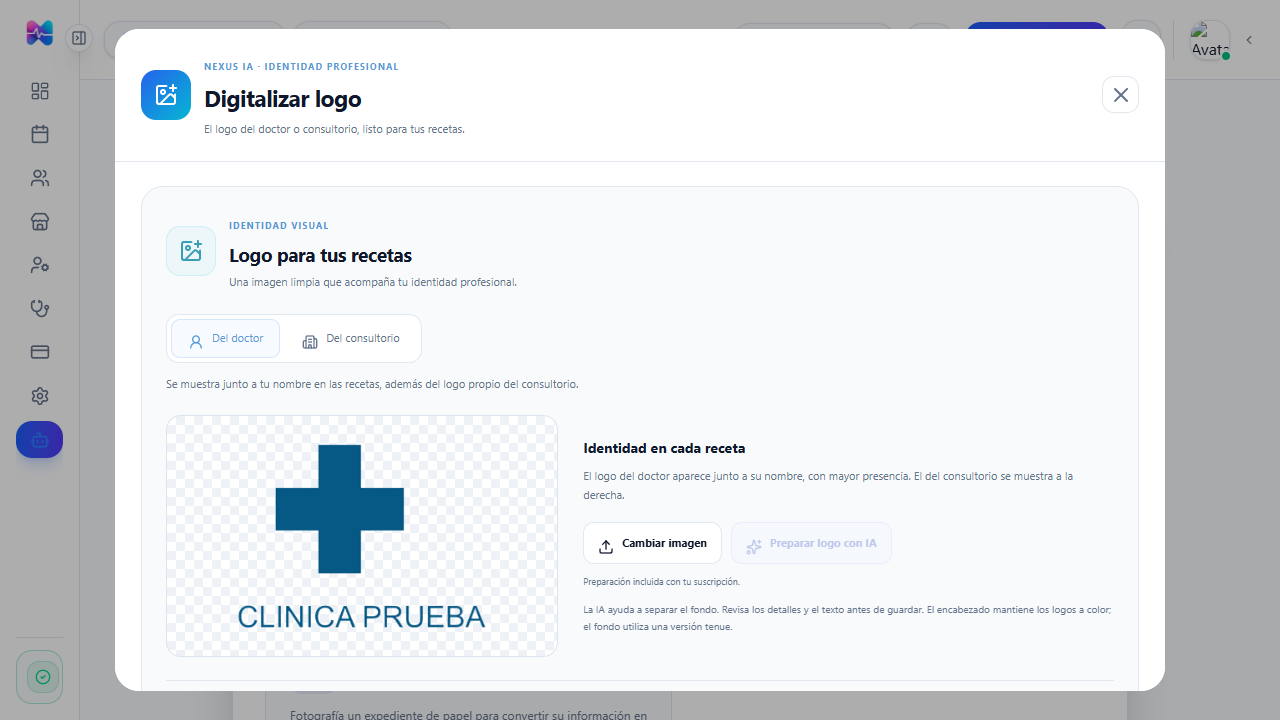 NEXUS IA · IDENTIDAD PROFESIONAL
Digitalizar logo
El logo del doctor o consultorio, listo para tus recetas.
Avata
IDENTIDAD VISUAL
Logo para tus recetas
Una imagen limpia que acompaña tu identidad profesional.
Del doctor
Del consultorio
Se muestra junto a tu nombre en las recetas, además del logo propio del consultorio.
CLINICA PRUEBA
Identidad en cada receta
El logo del doctor aparece junto a su nombre, con mayor presencia. El del consultorio se muestra a la
derecha.
Cambiar imagen
Preparar logo con IA
Preparación incluida con tu suscripción.
La IA ayuda a separar el fondo. Revisa los detalles y el texto antes de guardar. El encabezado mantiene los logos a color;
el fondo utiliza una versión tenue.
Fotografía un expediente de papel para convertir su información en